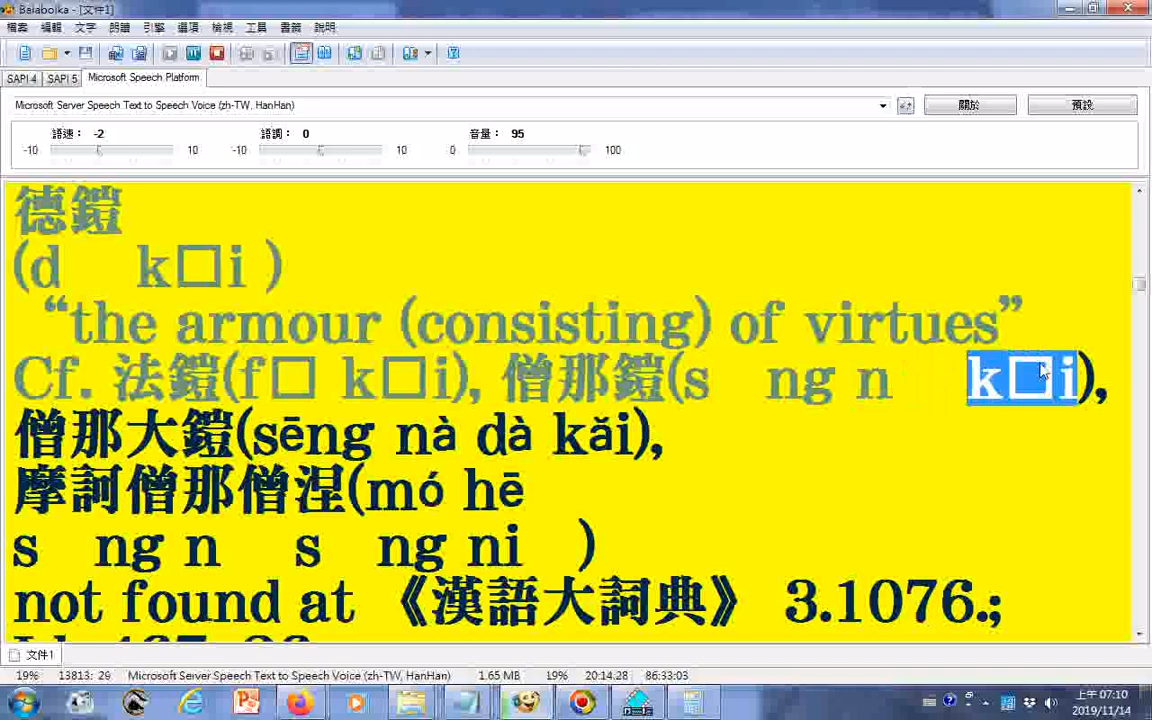 Balabolka - [文件1]
檔案 編輯 文字 朗讀 引擎 選項 檢視 工具 書籤 說明
SAPI 4 SAPI 5 Microsoft Speech Platform
Microsoft Server Speech Text to Speech Voice (zh-TW, HanHan) 關於 預設
語速： -2 語調： 0 音量： 95
-10 10 -10 10 0 100
德鎧
(d k□i )
“the armour (consisting) of virtues”
Cf. 法鎧(f□ k□i), 僧那鎧(s ng n k□i),
僧那大鎧(sēng nà dà kăi),
摩訶僧那僧涅(mó hē
s ng n s ng ni )
not found at 《漢語大詞典》 3.1076.;
文件1
19% 13813: 29 Microsoft Server Speech Text to Speech Voice (zh-TW, HanHan) 1.65 MB 19% 20:14:28 86:33:03
上午 07:10
2019/11/14